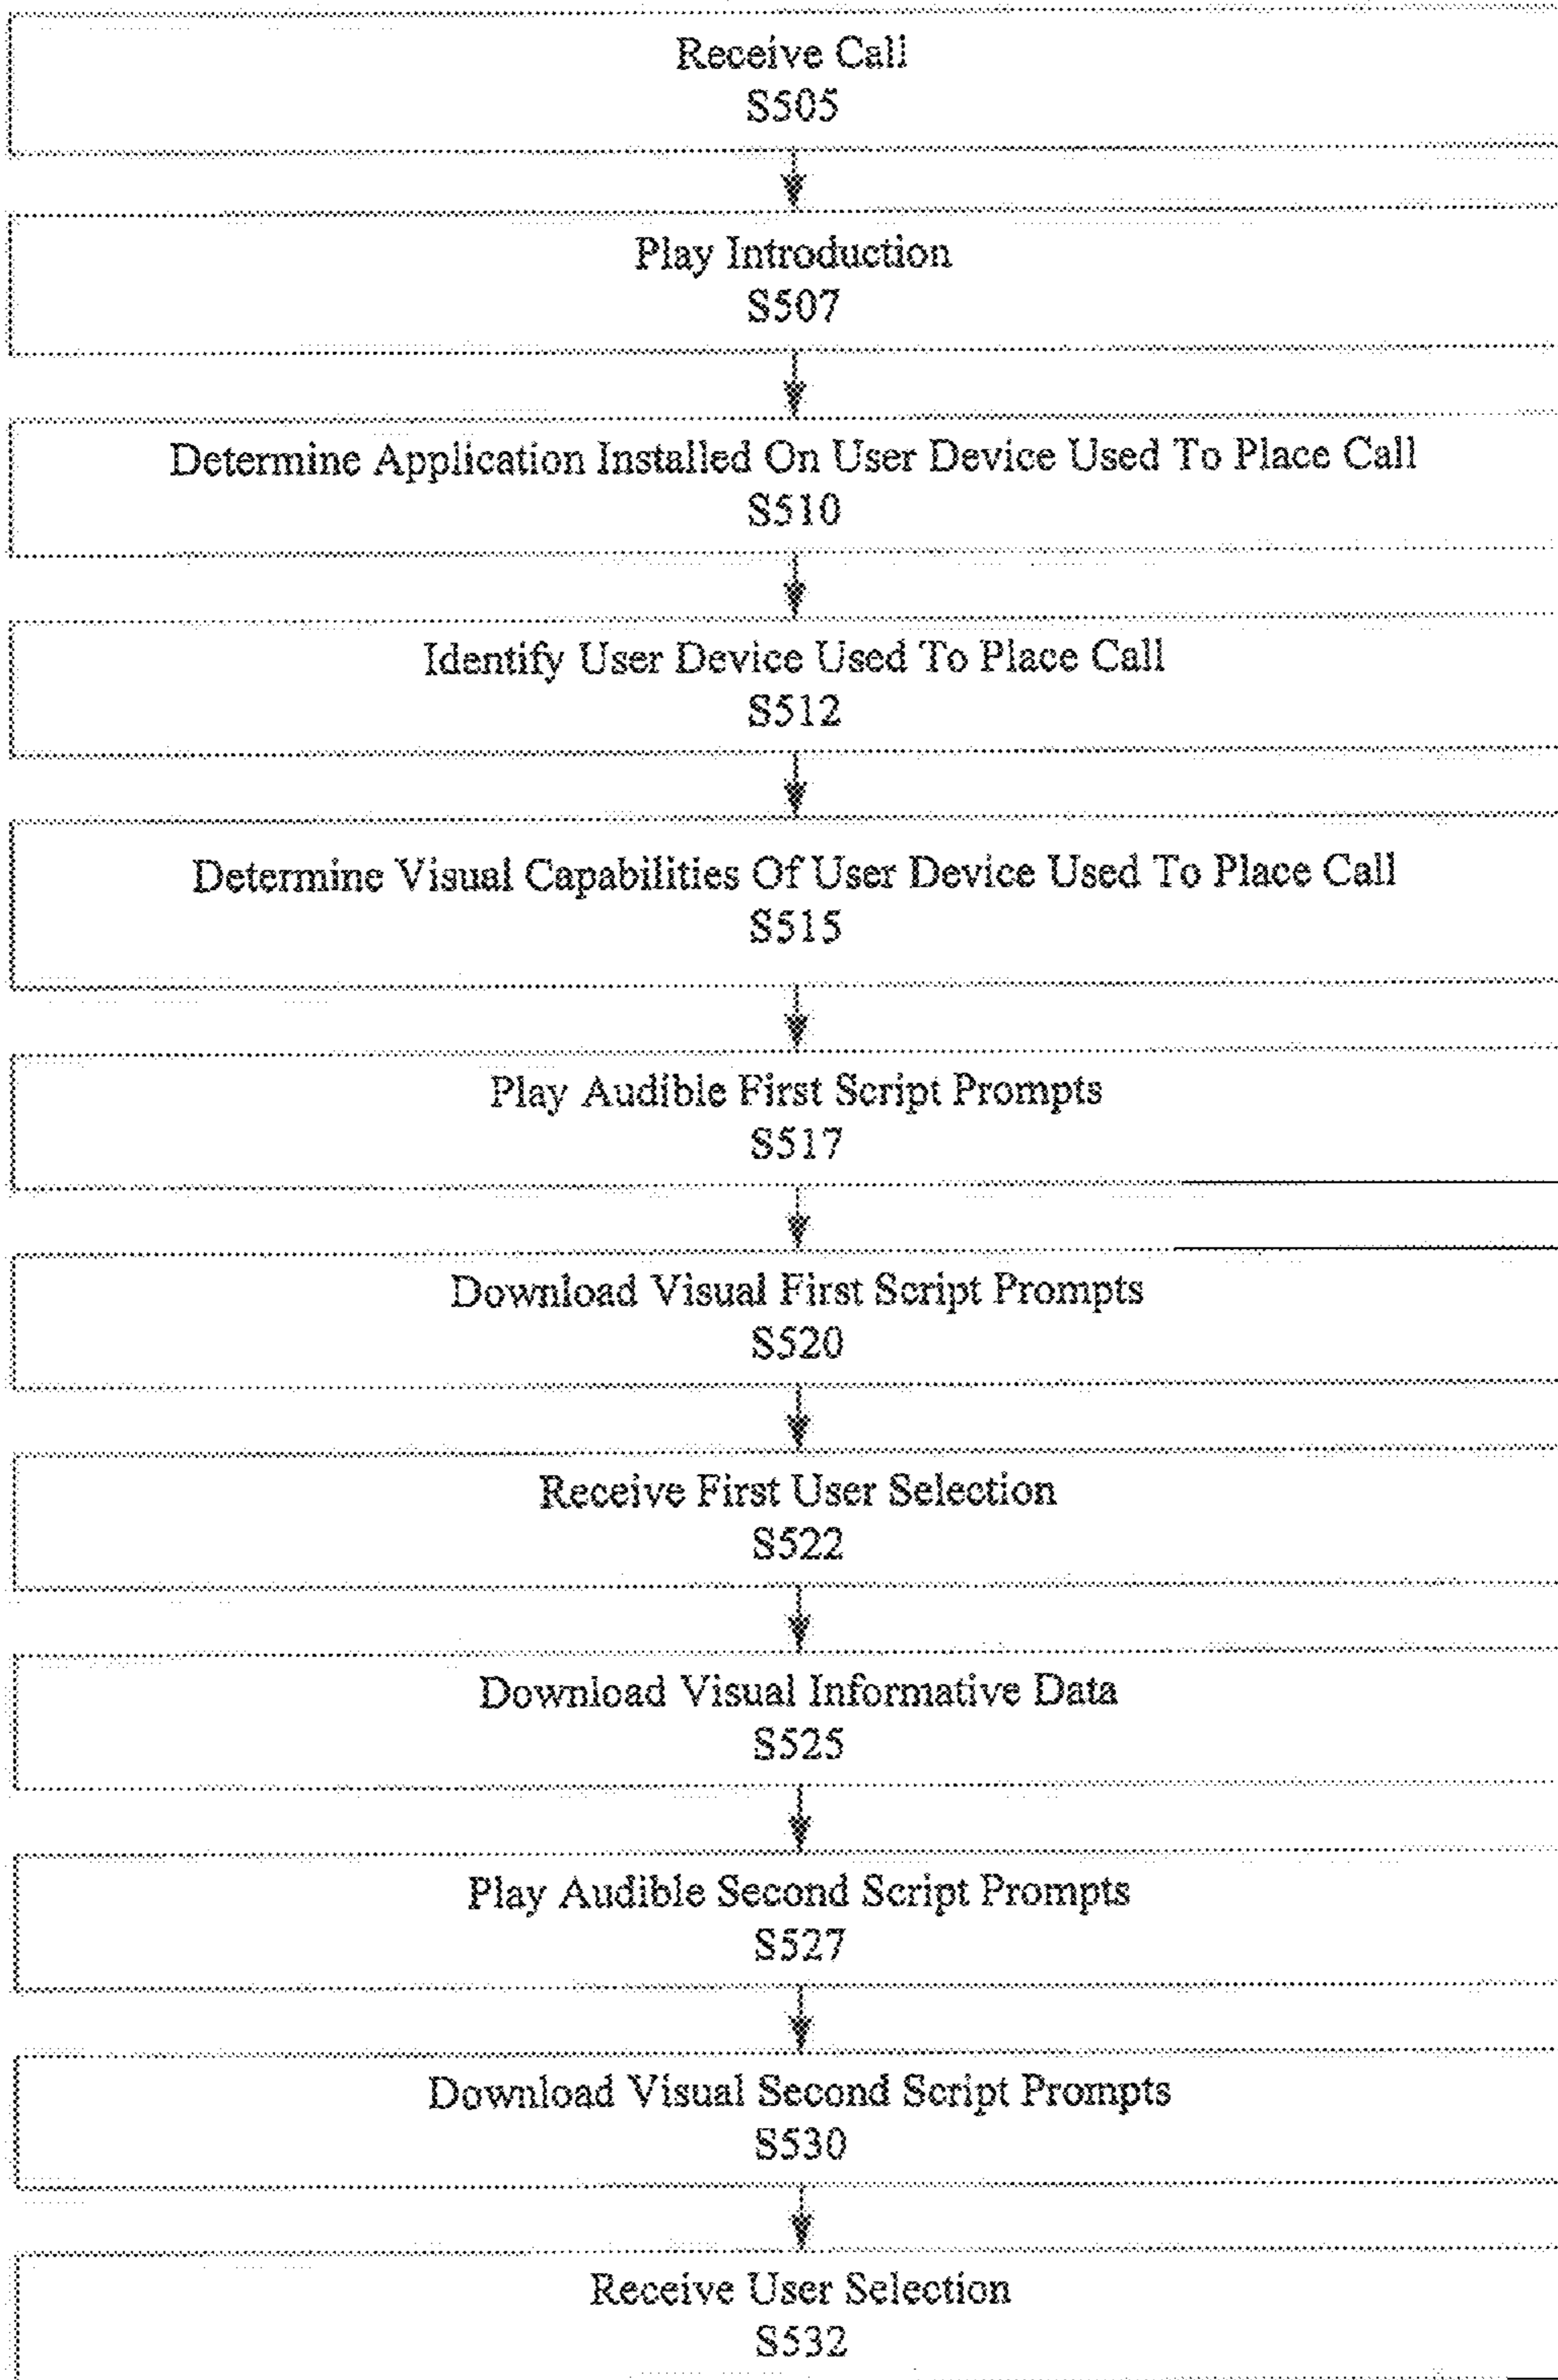 Receive Call
S505
Play Introduction
S507
Determine Application Installed On User Device Used To Place Call
S510
Identify User Device Used To Place Call
S512
Determine Visual Capabilities Of User Device Used To Place Call
S515
Play Audible First Script Prompts
S517
Download Visual First Script Prompts
S520
Receive First User Selection
S522
Download Visual Informative Data
S525
Play Audible Second Script Prompts
S527
Download Visual Second Script Prompts
S530
Receive User Selection
S532